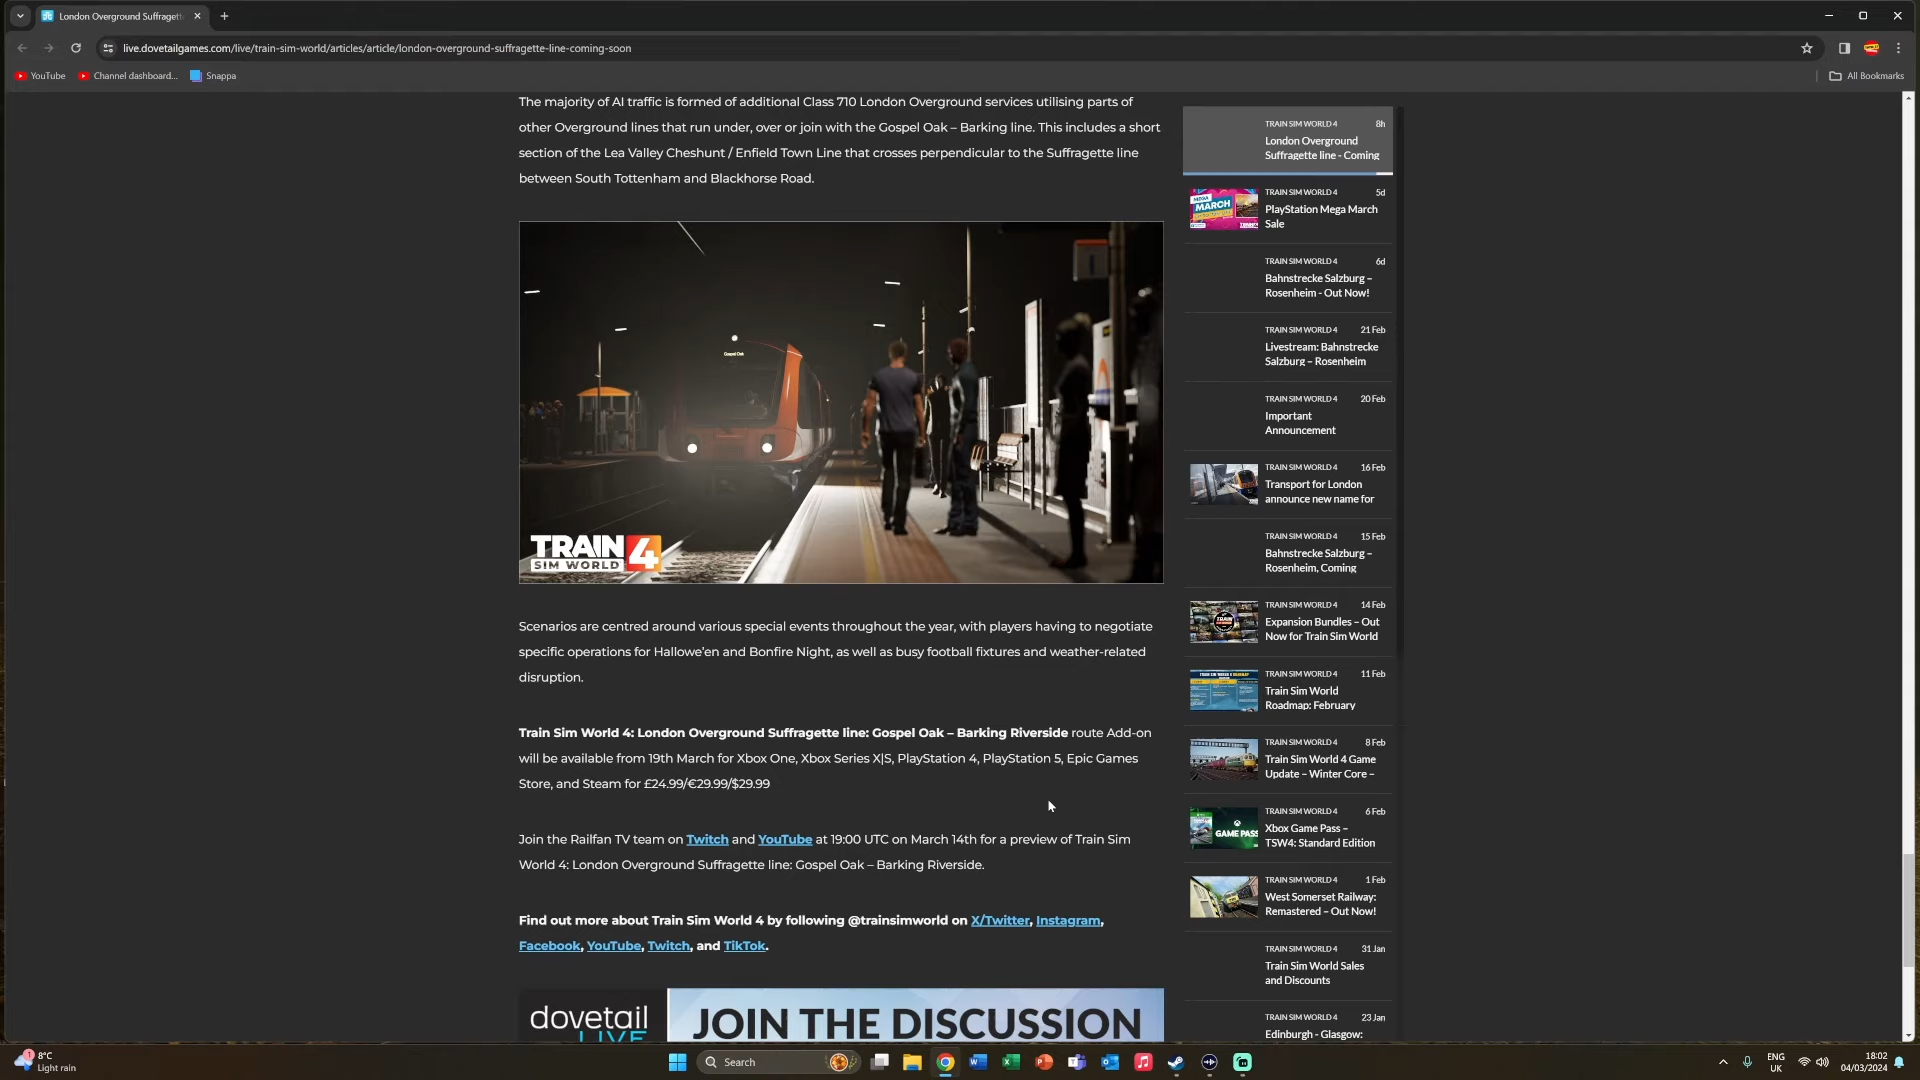 London Overground Suffragett
live.dovetailgames.com/live/train-sim-world/articles/article/london-overground-suffragette-line-coming-soon
YouTube
Channel dashboard...
Snappa
All Bookmarks
The majority of AI traffic is formed of additional Class 710 London Overground services utilising parts of
other Overground lines that run under, over or join with the Gospel Oak – Barking line. This includes a short
section of the Lea Valley Cheshunt / Enfield Town Line that crosses perpendicular to the Suffragette line
between South Tottenham and Blackhorse Road.
Gospel Oak
TRAIN 4
SIM WORLD
Scenarios are centred around various special events throughout the year, with players having to negotiate
specific operations for Hallowe'en and Bonfire Night, as well as busy football fixtures and weather-related
disruption.
Train Sim World 4: London Overground Suffragette line: Gospel Oak – Barking Riverside route Add-on
will be available from 19th March for Xbox One, Xbox Series X|S, PlayStation 4, PlayStation 5, Epic Games
Store, and Steam for £24.99/€29.99/$29.99
Join the Railfan TV team on Twitch and YouTube at 19:00 UTC on March 14th for a preview of Train Sim
World 4: London Overground Suffragette line: Gospel Oak – Barking Riverside.
Find out more about Train Sim World 4 by following @trainsimworld on X/Twitter, Instagram,
Facebook, YouTube, Twitch, and TikTok.
dovetail
LIVE
JOIN THE DISCUSSION
TRAIN SIM WORLD 4 8h
London Overground
Suffragette line - Coming
TRAIN SIM WORLD 4 5d
PlayStation Mega March
Sale
MEGA
MARCH
TRAIN SIM WORLD 4 6d
Bahnstrecke Salzburg –
Rosenheim - Out Now!
TRAIN SIM WORLD 4 21 Feb
Livestream: Bahnstrecke
Salzburg – Rosenheim
TRAIN SIM WORLD 4 20 Feb
Important
Announcement
TRAIN SIM WORLD 4 16 Feb
Transport for London
announce new name for
TRAIN SIM WORLD 4 15 Feb
Bahnstrecke Salzburg –
Rosenheim, Coming
TRAIN SIM WORLD 4 14 Feb
Expansion Bundles – Out
Now for Train Sim World
TRAIN
TRAIN SIM WORLD 4 11 Feb
Train Sim World
Roadmap: February
TRAIN SIM WORLD 4 8 Feb
Train Sim World 4 Game
Update – Winter Core –
TRAIN SIM WORLD 4 6 Feb
Xbox Game Pass –
TSW4: Standard Edition
GAME PASS
TRAIN SIM WORLD 4 1 Feb
West Somerset Railway:
Remastered – Out Now!
TRAIN SIM WORLD 4 31 Jan
Train Sim World Sales
and Discounts
TRAIN SIM WORLD 4 23 Jan
Edinburgh - Glasgow:
1
8°C
Light rain
Search
ENG
UK
18:02
04/03/2024